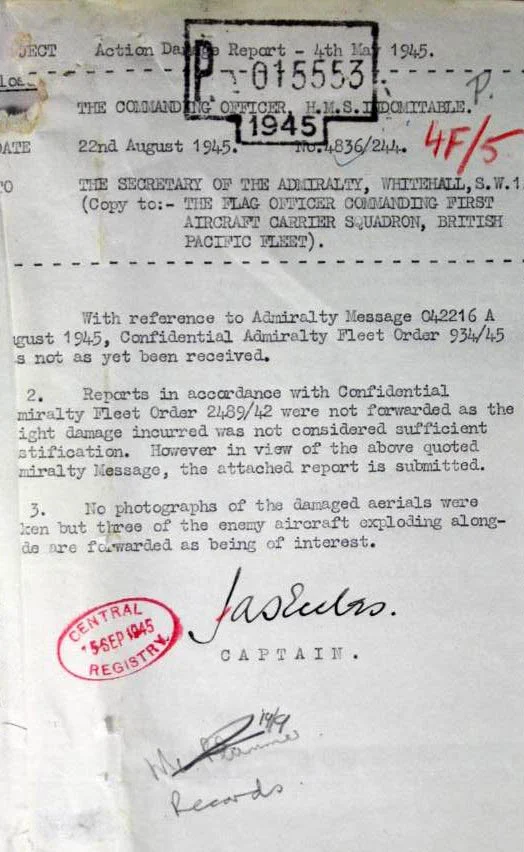 JECT Action Damage Report - 4th May 1945.
P 015553
1945
P.
THE COMMANDING OFFICER, H.M.S. INDOMITABLE.
DATE 22nd August 1945. No.4836/244.
4F/5
TO THE SECRETARY OF THE ADMIRALTY, WHITEHALL, S.W.1
(Copy to:- THE FLAG OFFICER COMMANDING FIRST
AIRCRAFT CARRIER SQUADRON, BRITISH
PACIFIC FLEET).
With reference to Admiralty Message 042216 A
gust 1945, Confidential Admiralty Fleet Order 934/45
s not as yet been received.
2. Reports in accordance with Confidential
miralty Fleet Order 2489/42 were not forwarded as the
ight damage incurred was not considered sufficient
stification. However in view of the above quoted
miralty Message, the attached report is submitted.
3. No photographs of the damaged aerials were
ken but three of the enemy aircraft exploding along-
de are forwarded as being of interest.
CAPTAIN.
CENTRAL
5 SEP 1945
REGISTRY.
19/9
Records.